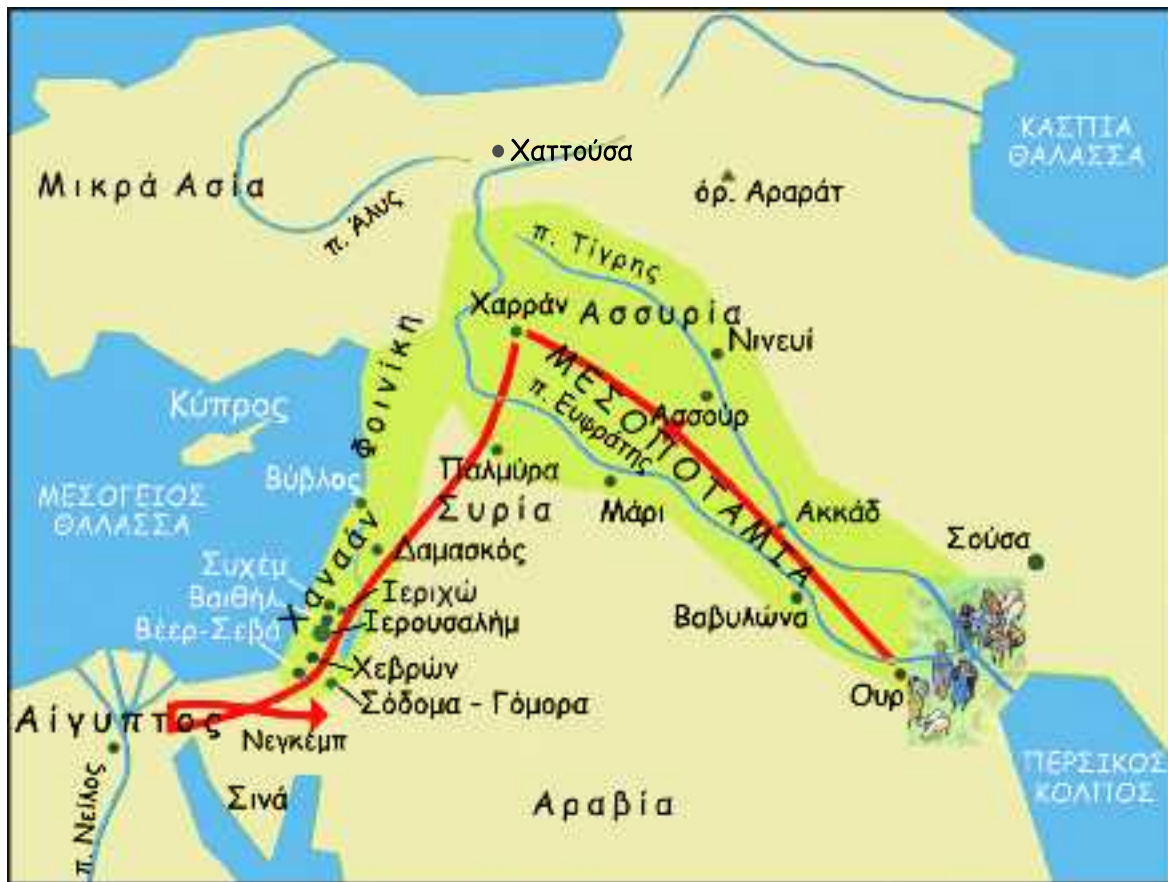 ΚΑΣΠΙΑ
ΘΑΛΑΣΣΑ
Χαττούσα
Μικρά Ασία
όρ. Αραράτ
π. Άλυς
π. Τίγρης
Χαρράν
Ασσυρία
Νινευί
ΜΕΣΟΠΟΤΑΜΙΑ
Φοινίκη
π. Ευφράτης
Ασσούρ
Κύπρος
Παλμύρα
Βύβλος
ΜΕΣΟΓΕΙΟΣ
ΘΑΛΑΣΣΑ
Συρία
Μάρι
Ακκάδ
Σούσα
Χαναάν
Δαμασκός
Συχέμ
Βαιθήλ
Βέερ-Σεβά
Ιεριχώ
Ιερουσαλήμ
Βαβυλώνα
Χεβρών
Σόδομα - Γόμορα
Ουρ
Αίγυπτος
Νεγκέμπ
π. Νείλος
Σινά
Αραβία
ΠΕΡΣΙΚΟΣ
ΚΟΛΠΟΣ